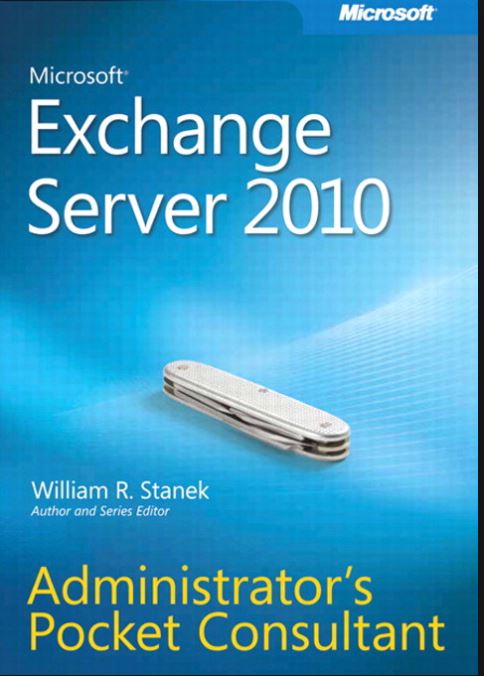 Microsoft®
Microsoft®
Exchange
Server 2010
William R. Stanek
Author and Series Editor
Administrator's
Pocket Consultant